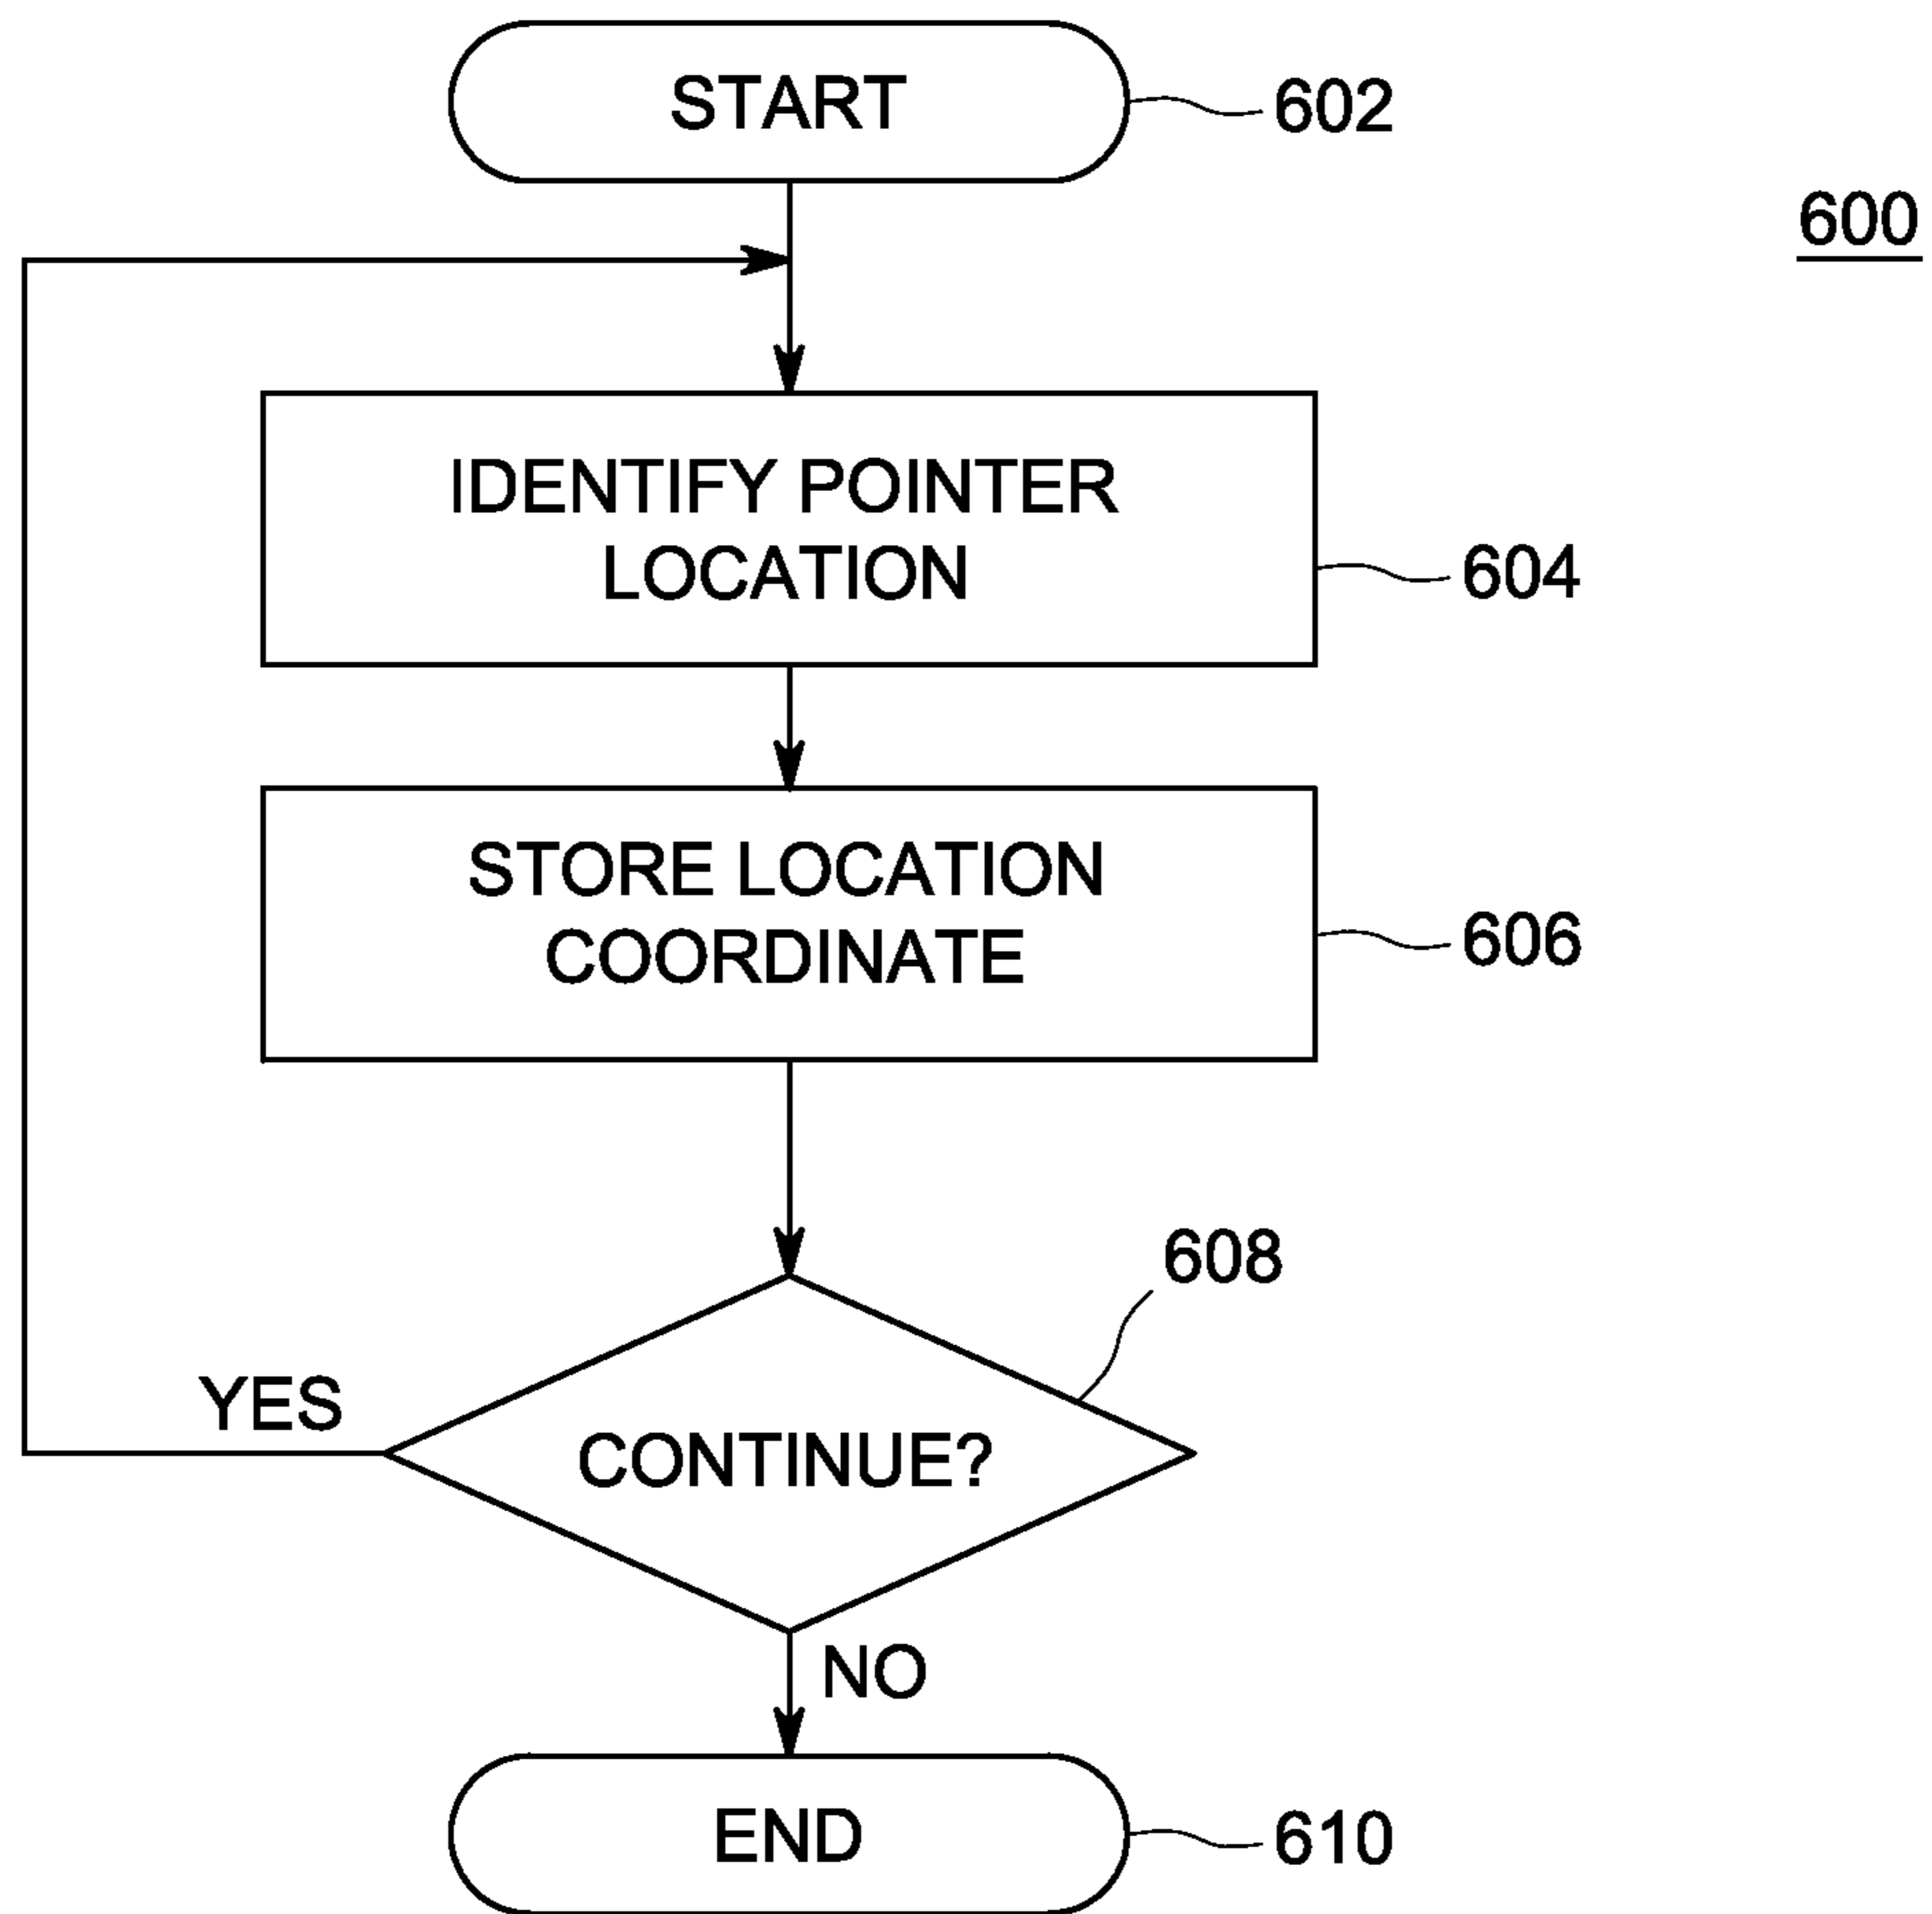 START
602
600
IDENTIFY POINTER
LOCATION
604
STORE LOCATION
COORDINATE
606
608
YES
CONTINUE?
NO
END
610